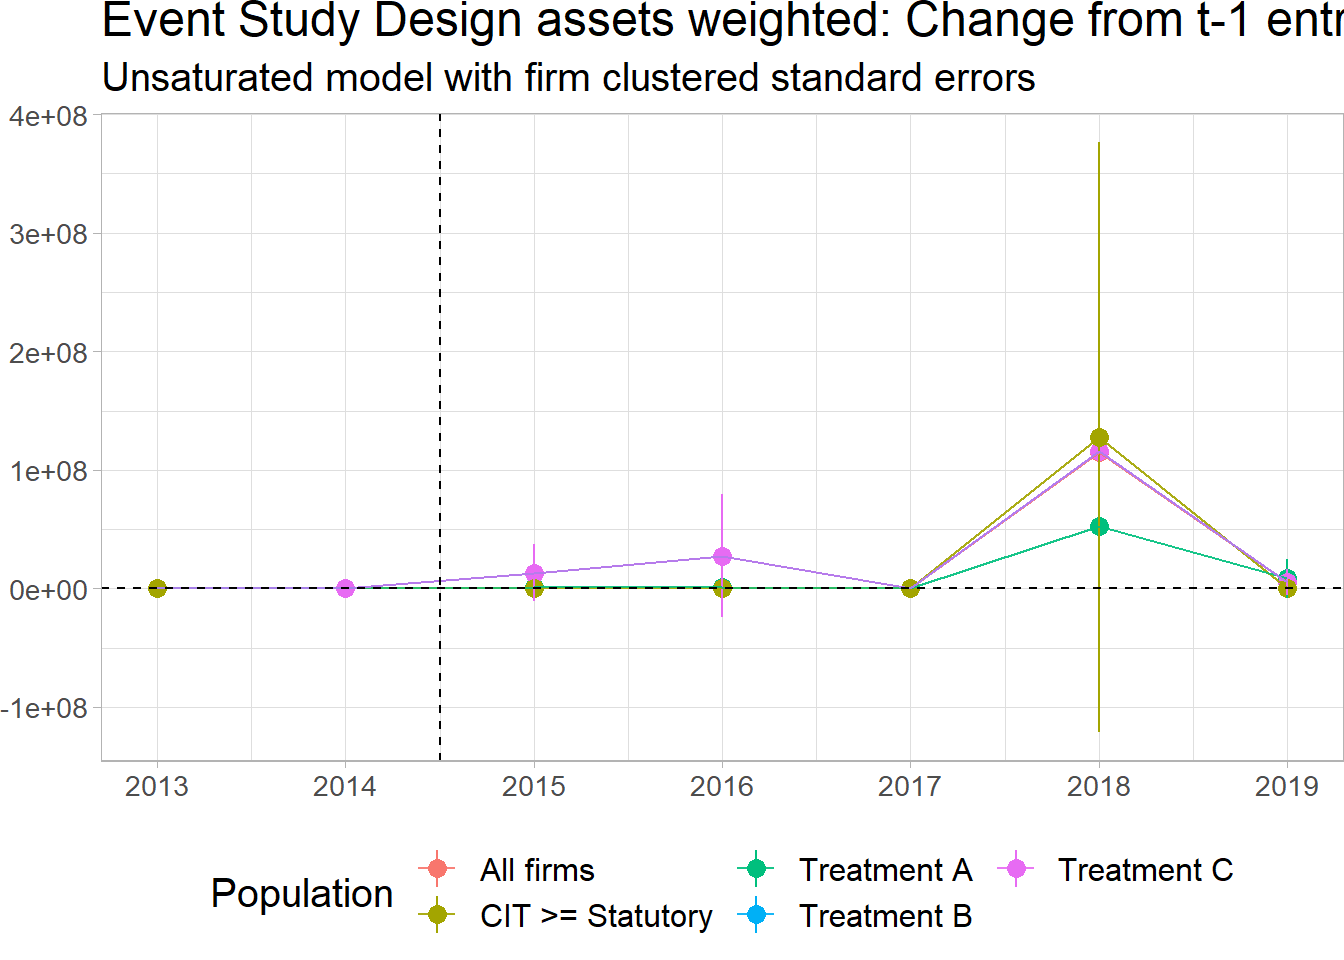 Event Study Design assets weighted: Change from t-1 entr
Unsaturated model with firm clustered standard errors
4e+08
3e+08
2e+08
1e+08
0e+00
-1e+08
2013 2014 2015 2016 2017 2018 2019
Population
All firms
CIT >= Statutory
Treatment A
Treatment B
Treatment C